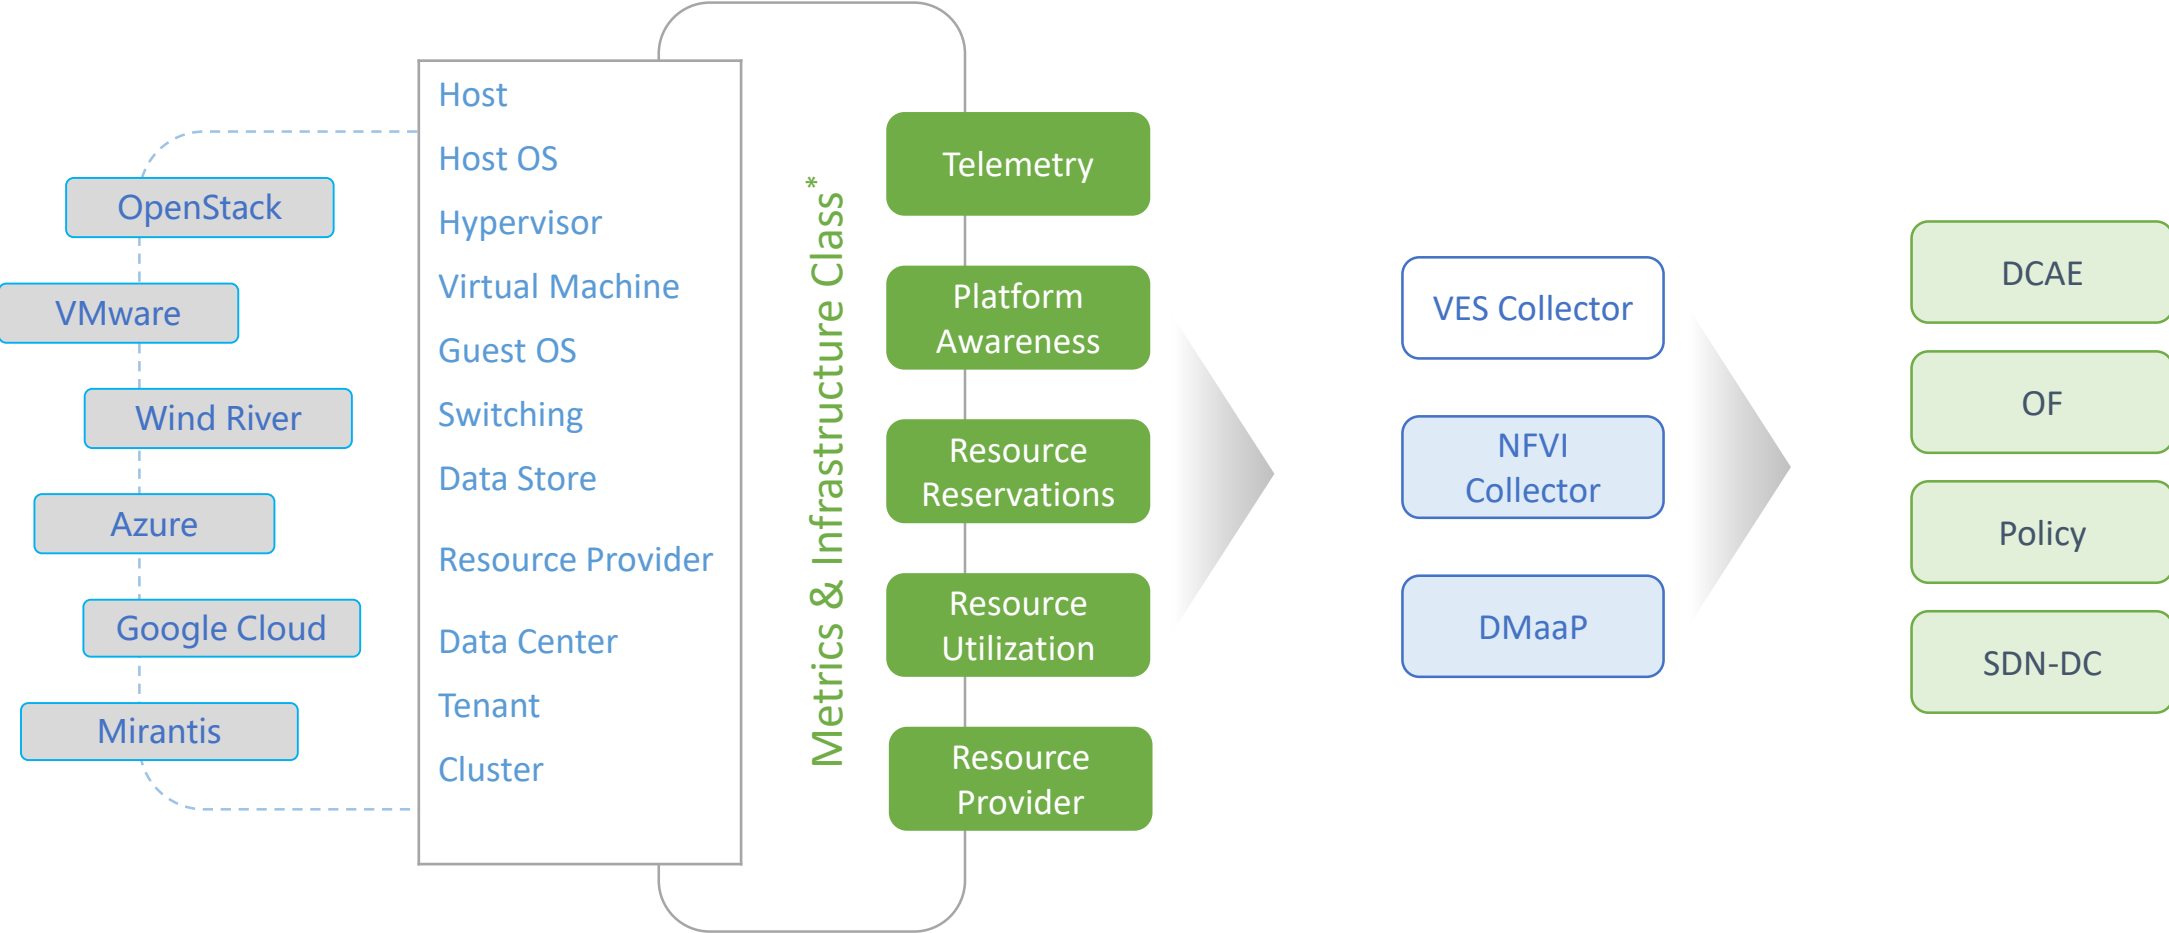 OpenStack
VMware
Wind River
Azure
Google Cloud
Mirantis
Host
Host OS
Hypervisor
Virtual Machine
Guest OS
Switching
Data Store
Resource Provider
Data Center
Tenant
Cluster
Metrics & Infrastructure Class*
Telemetry
Platform
Awareness
Resource
Reservations
Resource
Utilization
Resource
Provider
VES Collector
NFVI
Collector
DMaaP
DCAE
OF
Policy
SDN-DC